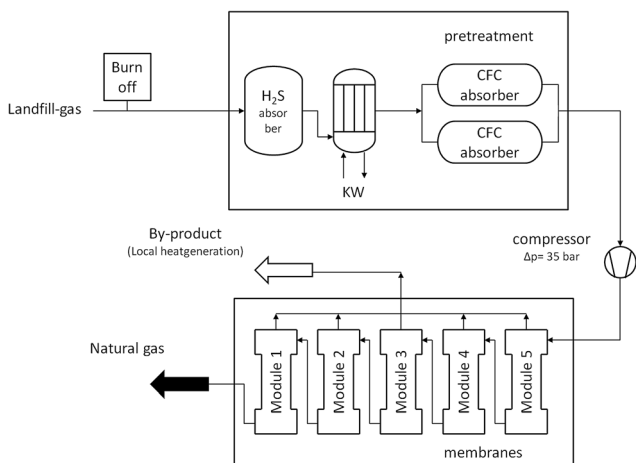 pretreatment
Burn
off
CFC
absorber
H₂S
absor
ber
Landfill-gas
CFC
absorber
KW
By-product
(Local heatgeneration)
compressor
Δp= 35 bar
Natural gas
Module 1
Module 2
Module 3
Module 4
Module 5
membranes